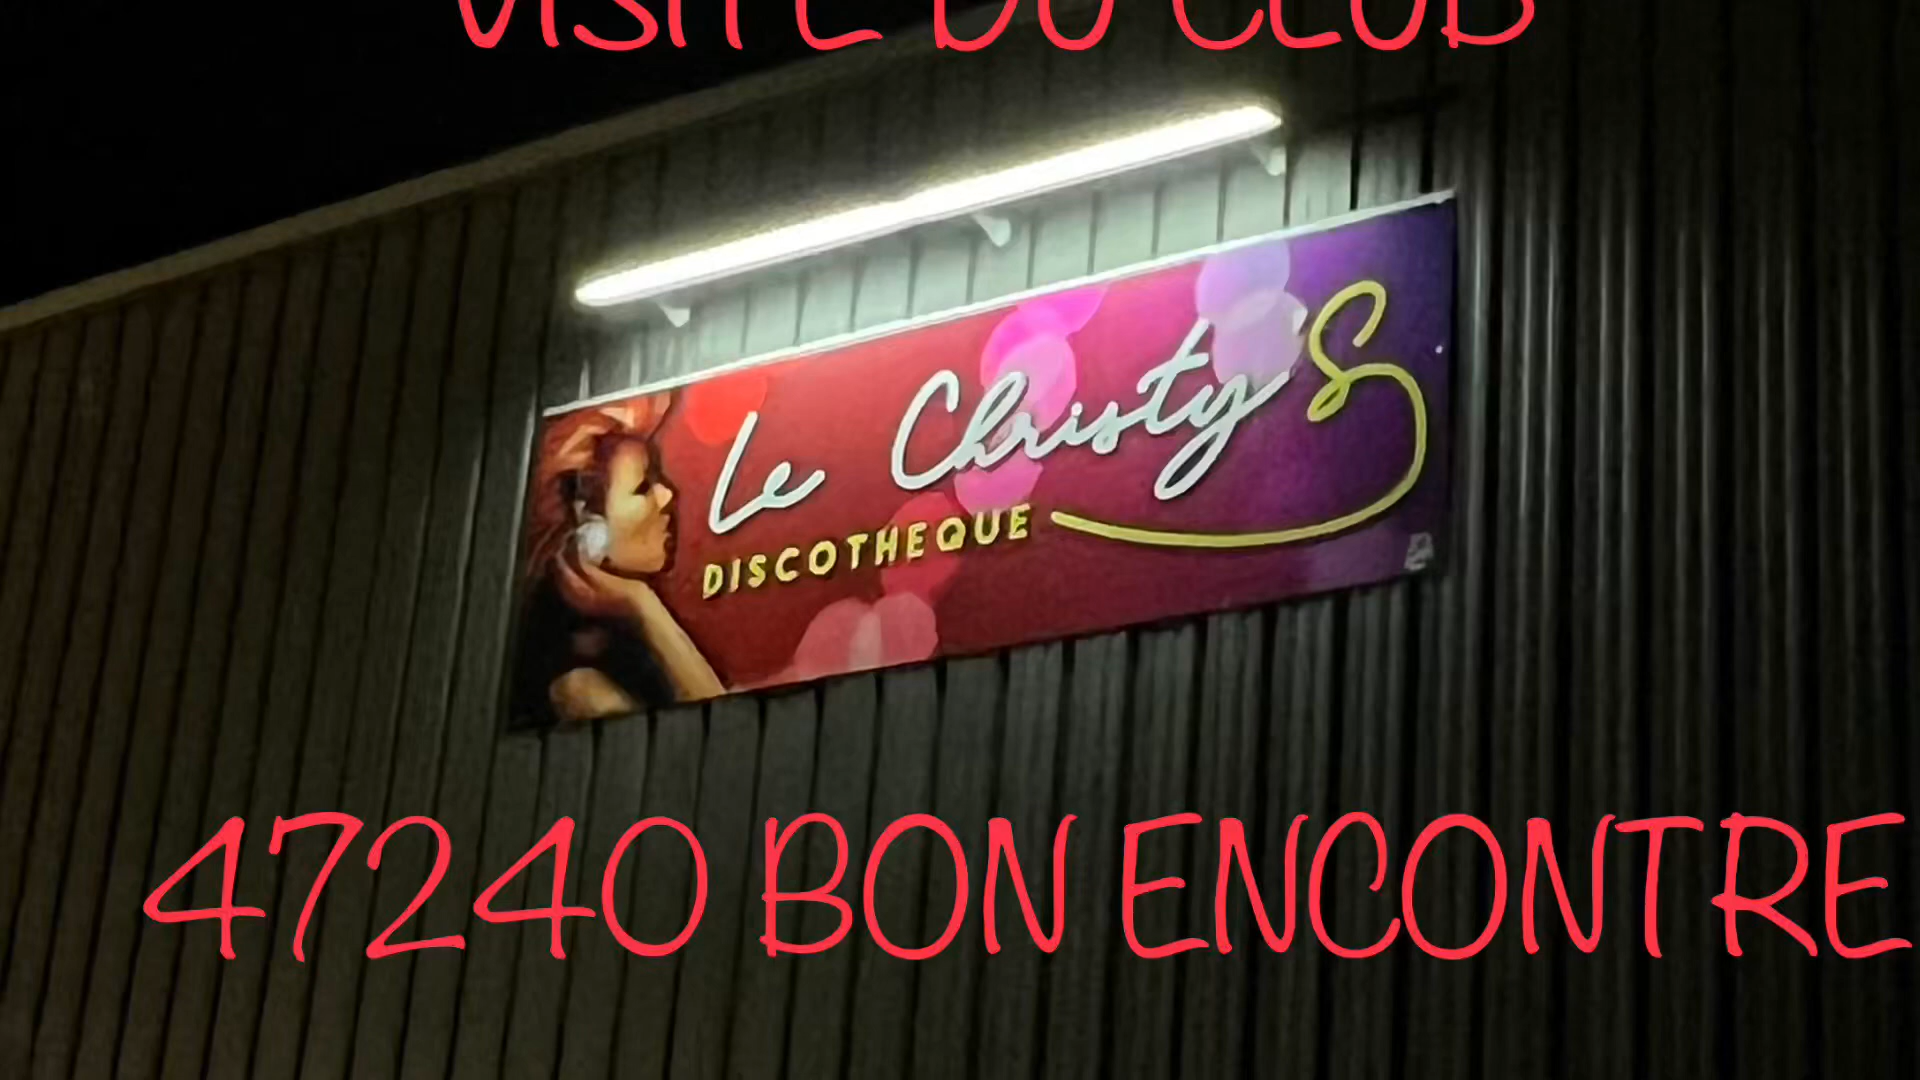 VISITE DU CLUB
Le Christy'S
DISCOTHEQUE
47240 BON ENCONTRE